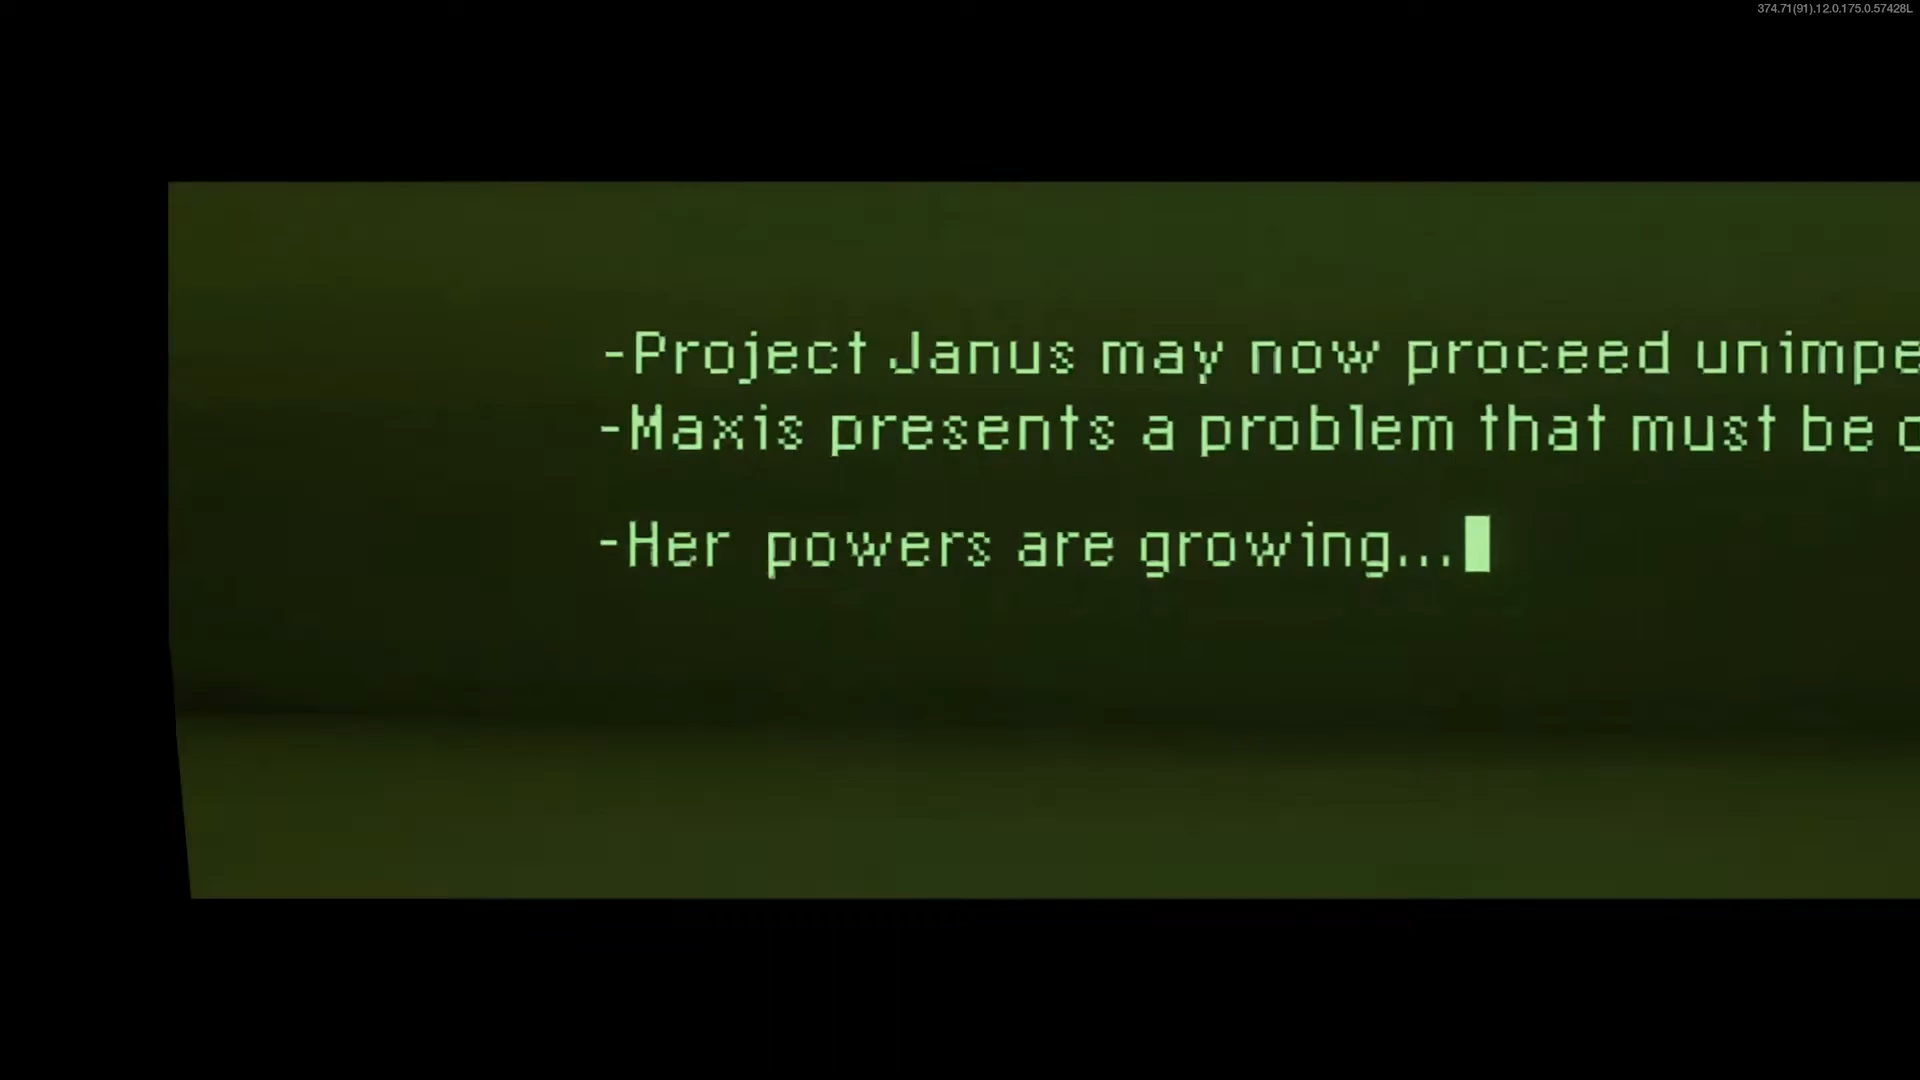 374.71(91).12.0.175.0.57428L
-Project Janus may now proceed unimpe
-Maxis presents a problem that must be
-Her powers are growing...